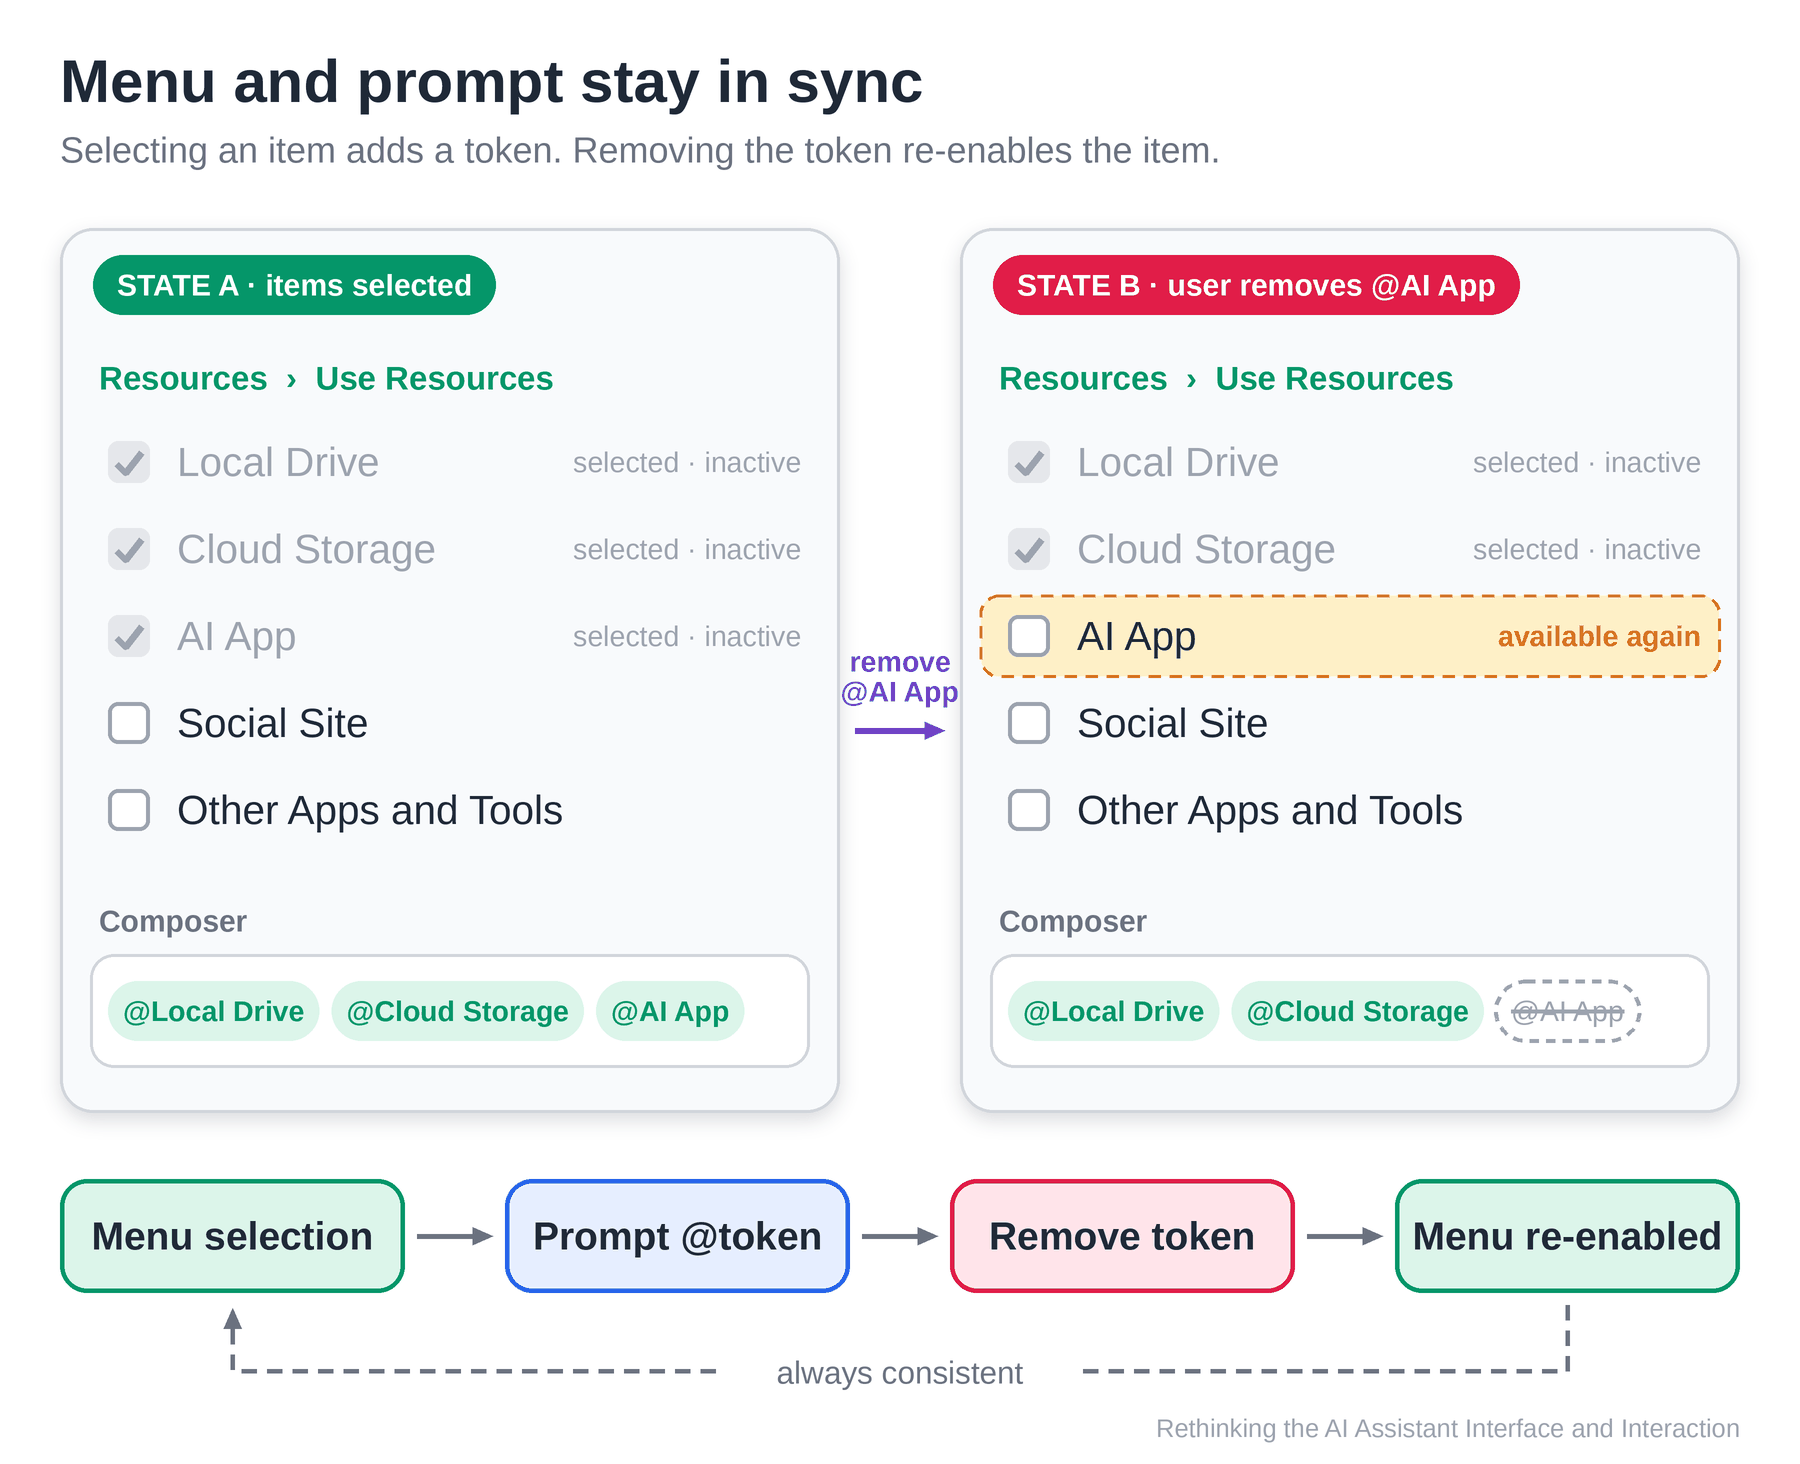 Menu and prompt stay in sync
Selecting an item adds a token. Removing the token re-enables the item.
STATE A · items selected
Resources › Use Resources
Local Drive selected · inactive
Cloud Storage selected · inactive
AI App selected · inactive
Social Site
Other Apps and Tools
Composer
@Local Drive @Cloud Storage @AI App
remove
@AI App
STATE B · user removes @AI App
Resources › Use Resources
Local Drive selected · inactive
Cloud Storage selected · inactive
AI App available again
Social Site
Other Apps and Tools
Composer
@Local Drive @Cloud Storage @AI App
Menu selection Prompt @token Remove token Menu re-enabled
always consistent
Rethinking the AI Assistant Interface and Interaction